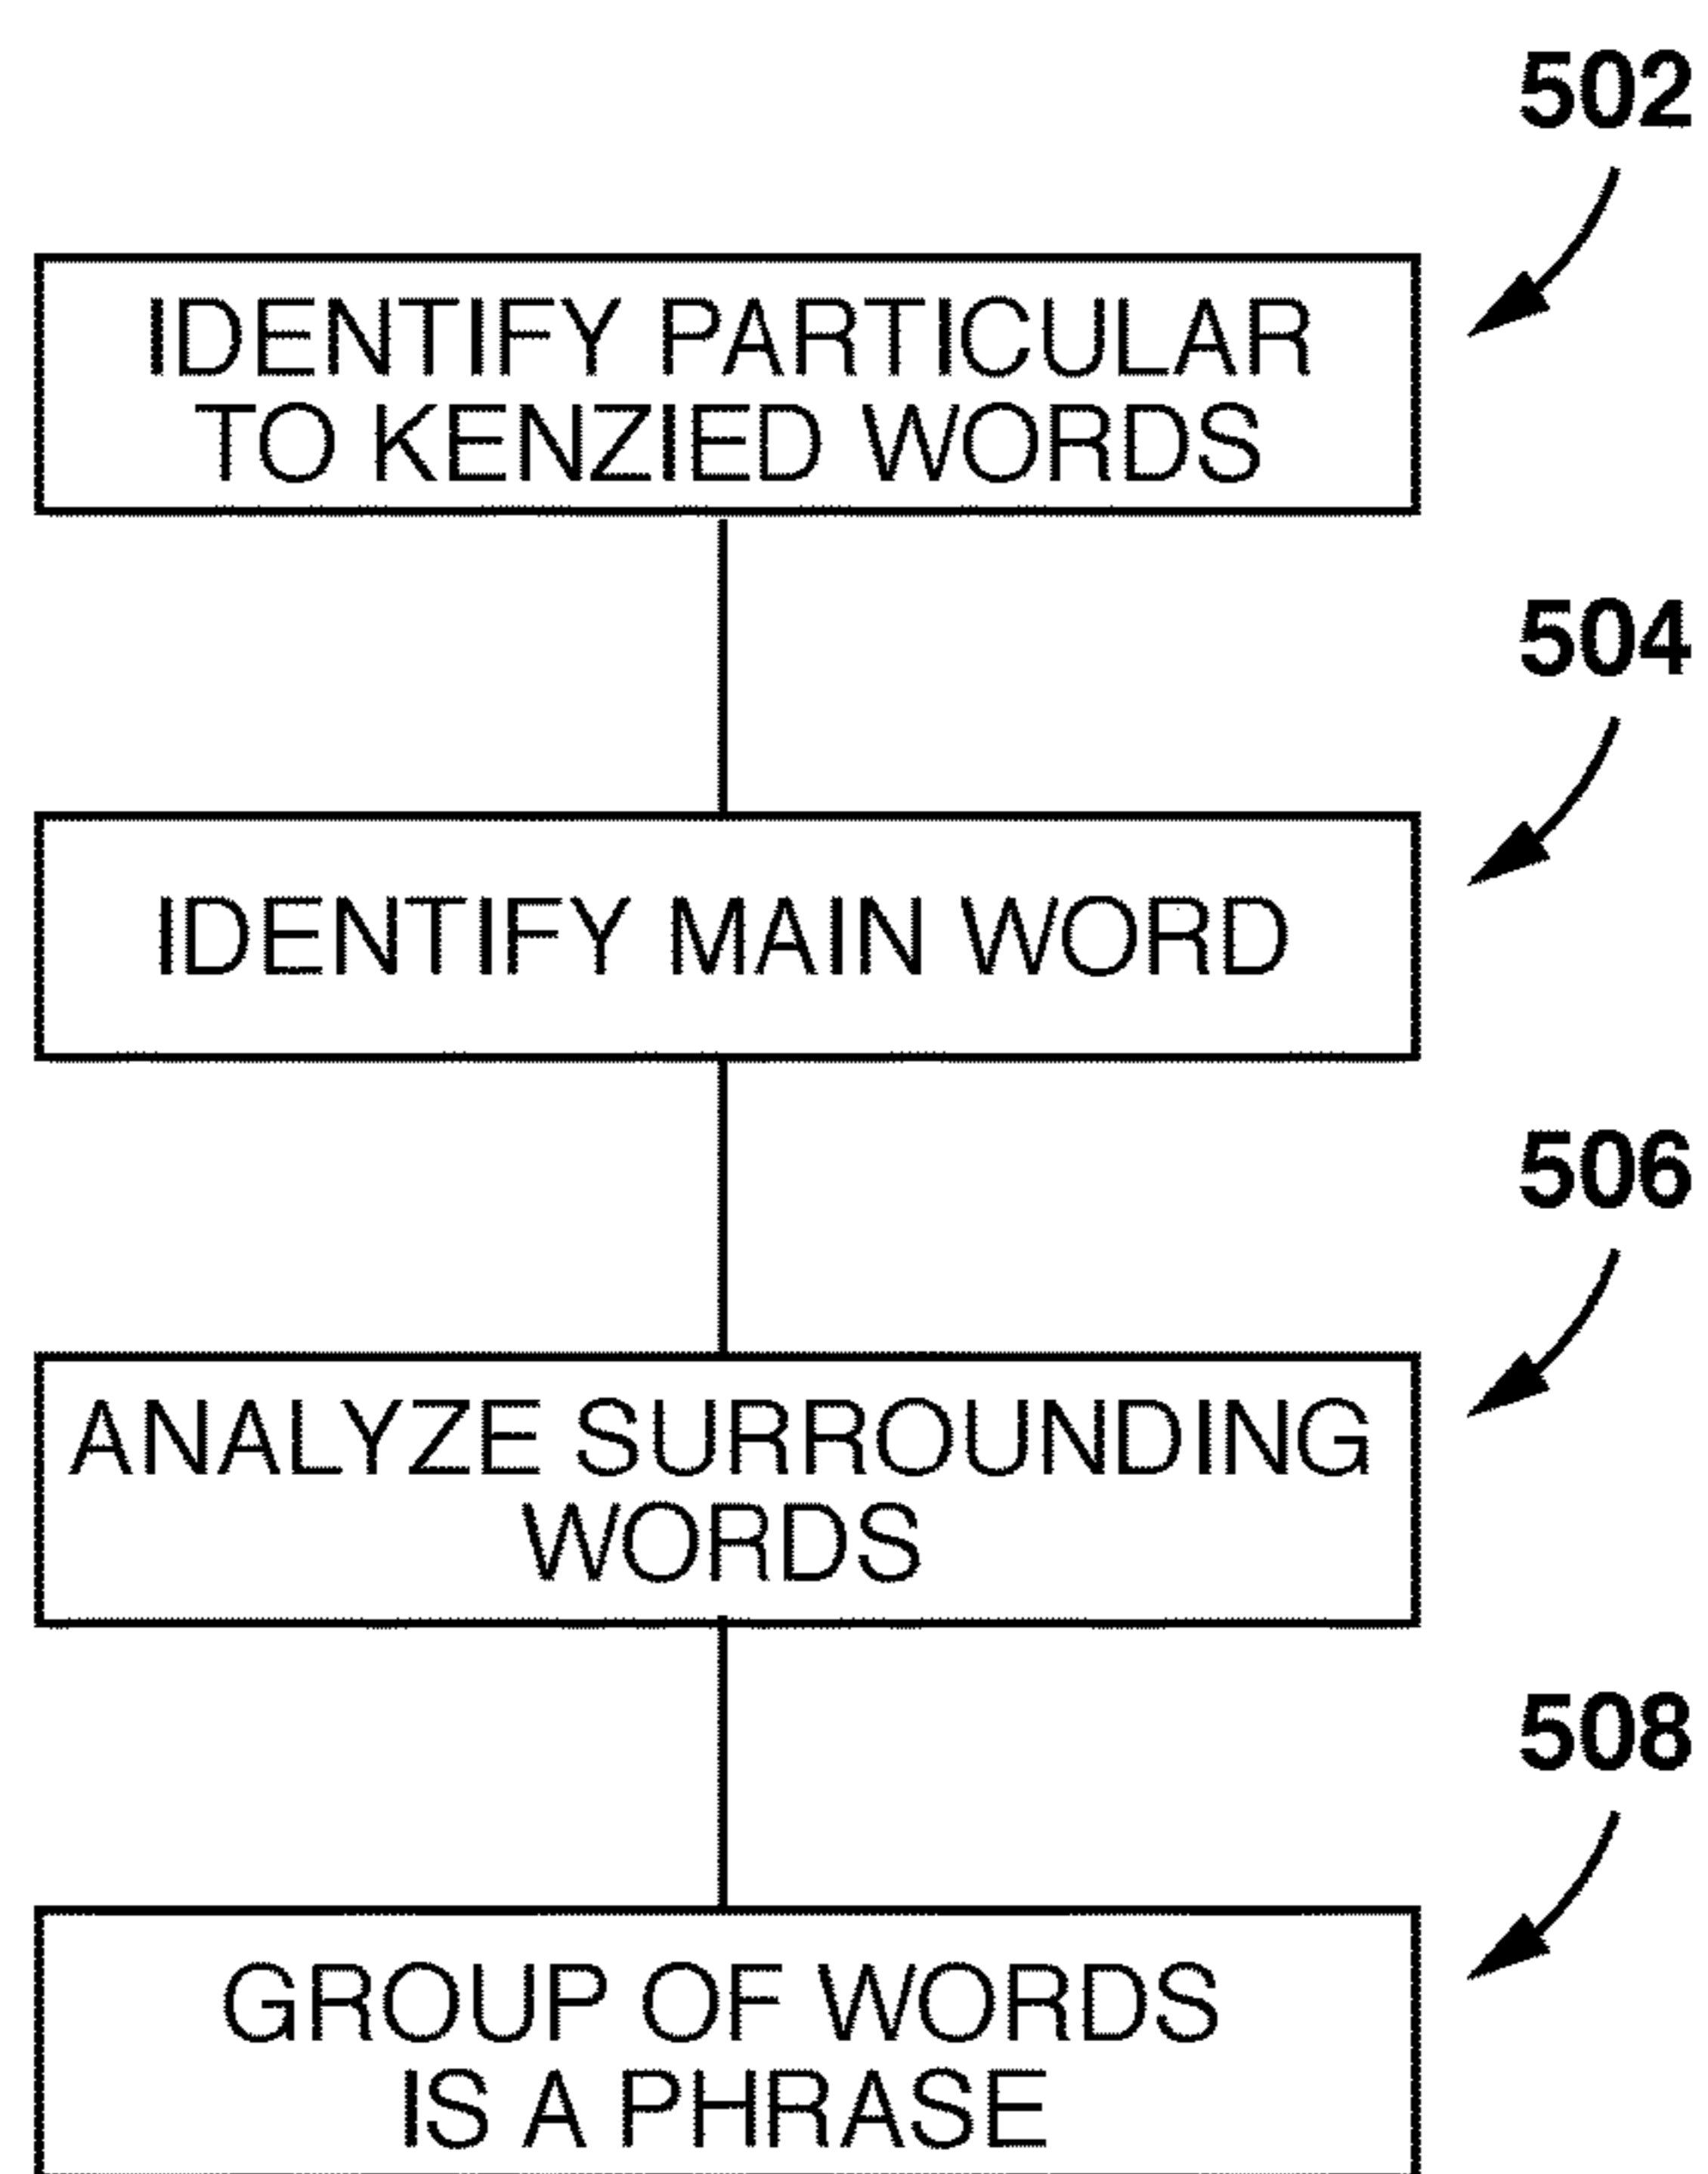 502
IDENTIFY PARTICULAR
TO KENZIED WORDS
504
IDENTIFY MAIN WORD
506
ANALYZE SURROUNDING
WORDS
508
GROUP OF WORDS
IS A PHRASE